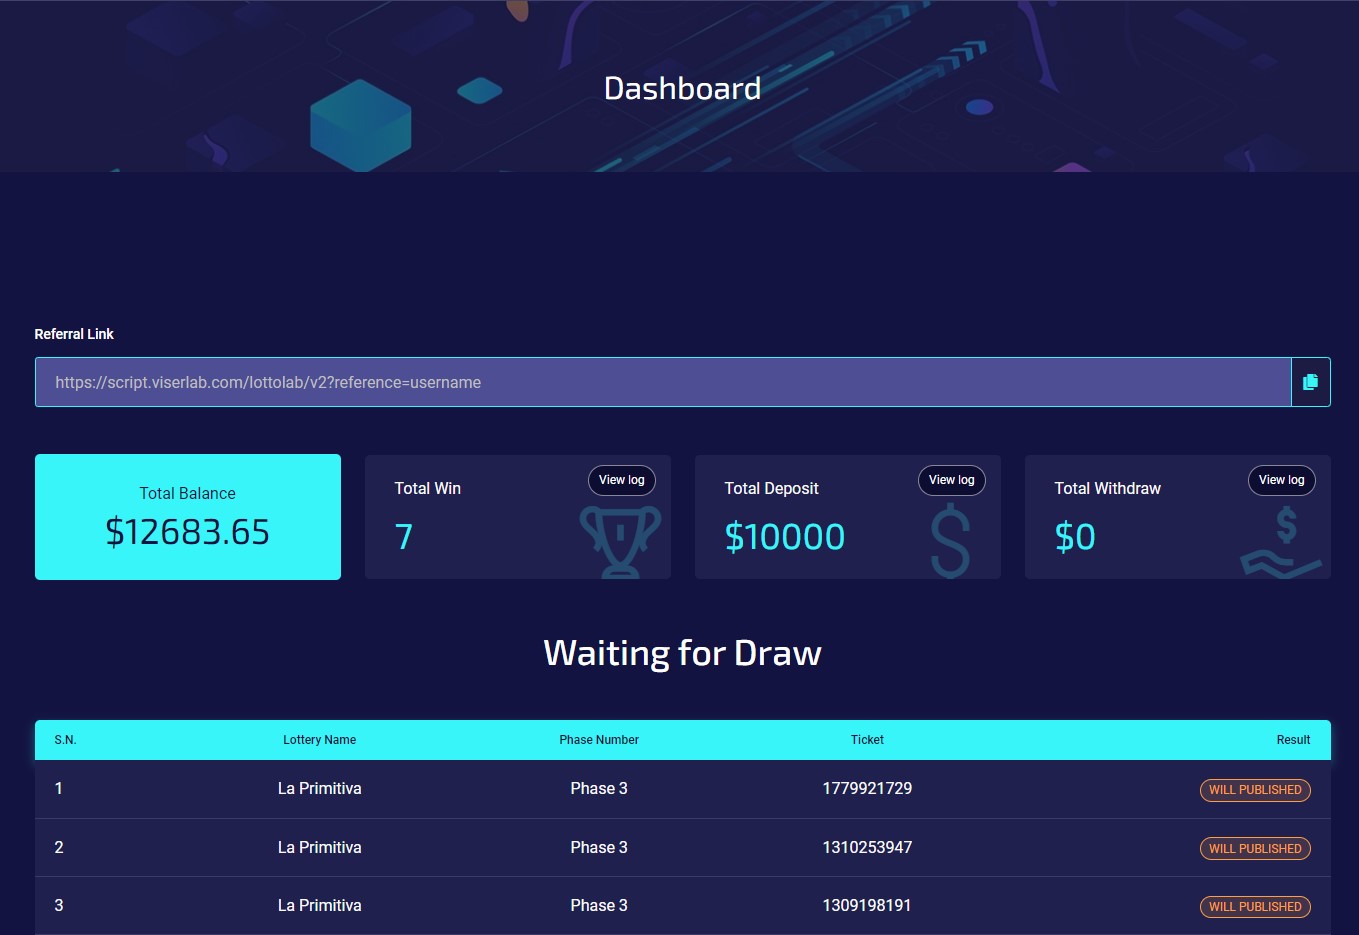 Dashboard
Referral Link
https://script.viserlab.com/lottolab/v2?reference=username
Total Balance
$12683.65
Total Win
View log
7
Total Deposit
View log
$10000
Total Withdraw
View log
$0
Waiting for Draw
S.N. Lottery Name Phase Number Ticket Result
1 La Primitiva Phase 3 1779921729 WILL PUBLISHED
2 La Primitiva Phase 3 1310253947 WILL PUBLISHED
3 La Primitiva Phase 3 1309198191 WILL PUBLISHED